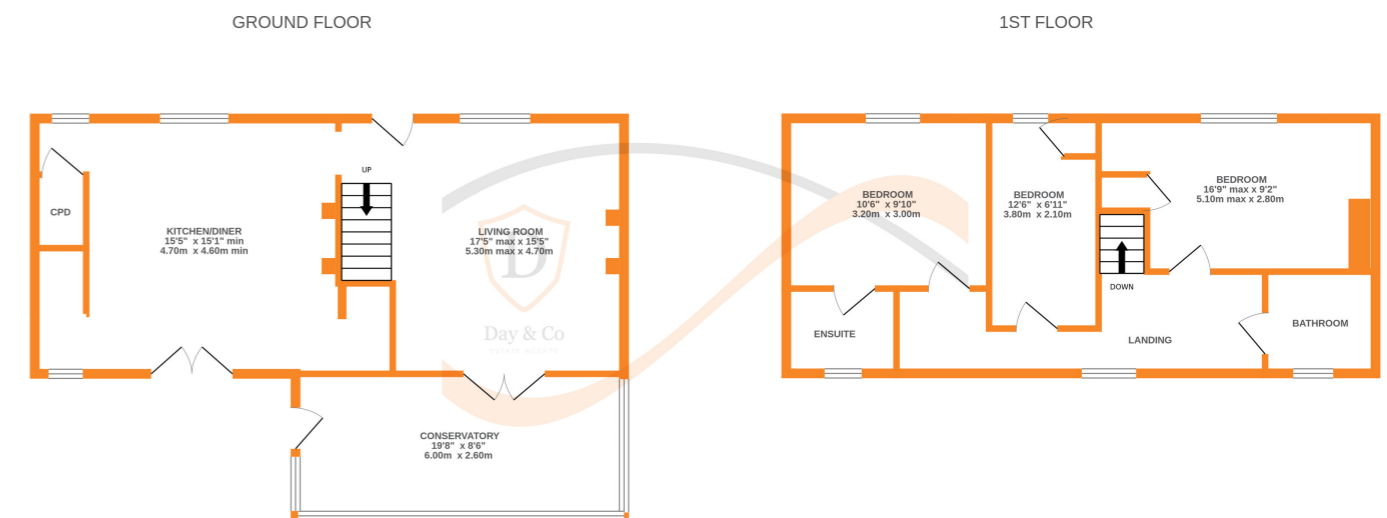 GROUND FLOOR
1ST FLOOR
UP
CPD
KITCHEN/DINER
15'5" x 15'1" min
4.70m x 4.60m min
LIVING ROOM
17'5" max x 15'5"
5.30m max x 4.70m
D
Day & Co
ESTATE AGENTS
CONSERVATORY
19'8" x 8'6"
6.00m x 2.60m
BEDROOM
10'6" x 9'10"
3.20m x 3.00m
BEDROOM
12'6" x 6'11"
3.80m x 2.10m
BEDROOM
16'9" max x 9'2"
5.10m max x 2.80m
DOWN
ENSUITE
LANDING
BATHROOM